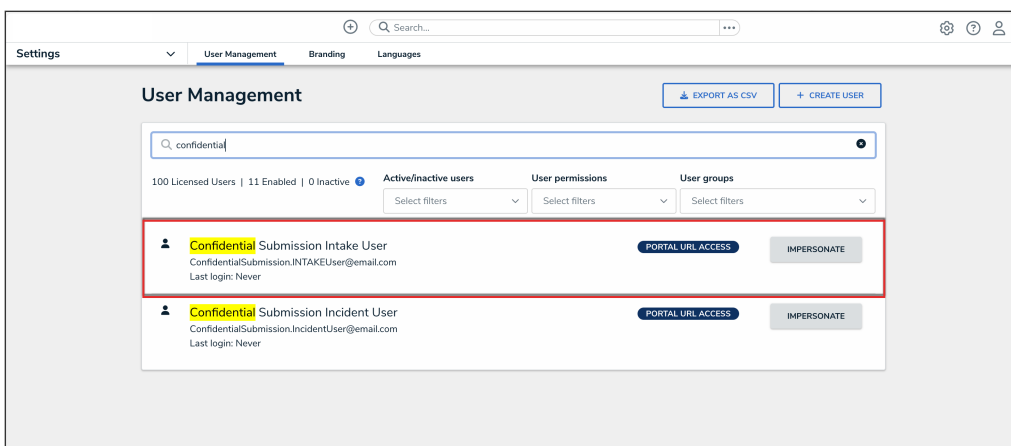 Search...
Settings
User Management
Branding
Languages
User Management
EXPORT AS CSV
+ CREATE USER
confidential
100 Licensed Users | 11 Enabled | 0 Inactive ?
Active/inactive users
User permissions
User groups
Select filters
Select filters
Select filters
Confidential Submission Intake User
PORTAL URL ACCESS
IMPERSONATE
ConfidentialSubmission.INTAKEUser@email.com
Last login: Never
Confidential Submission Incident User
PORTAL URL ACCESS
IMPERSONATE
ConfidentialSubmission.IncidentUser@email.com
Last login: Never